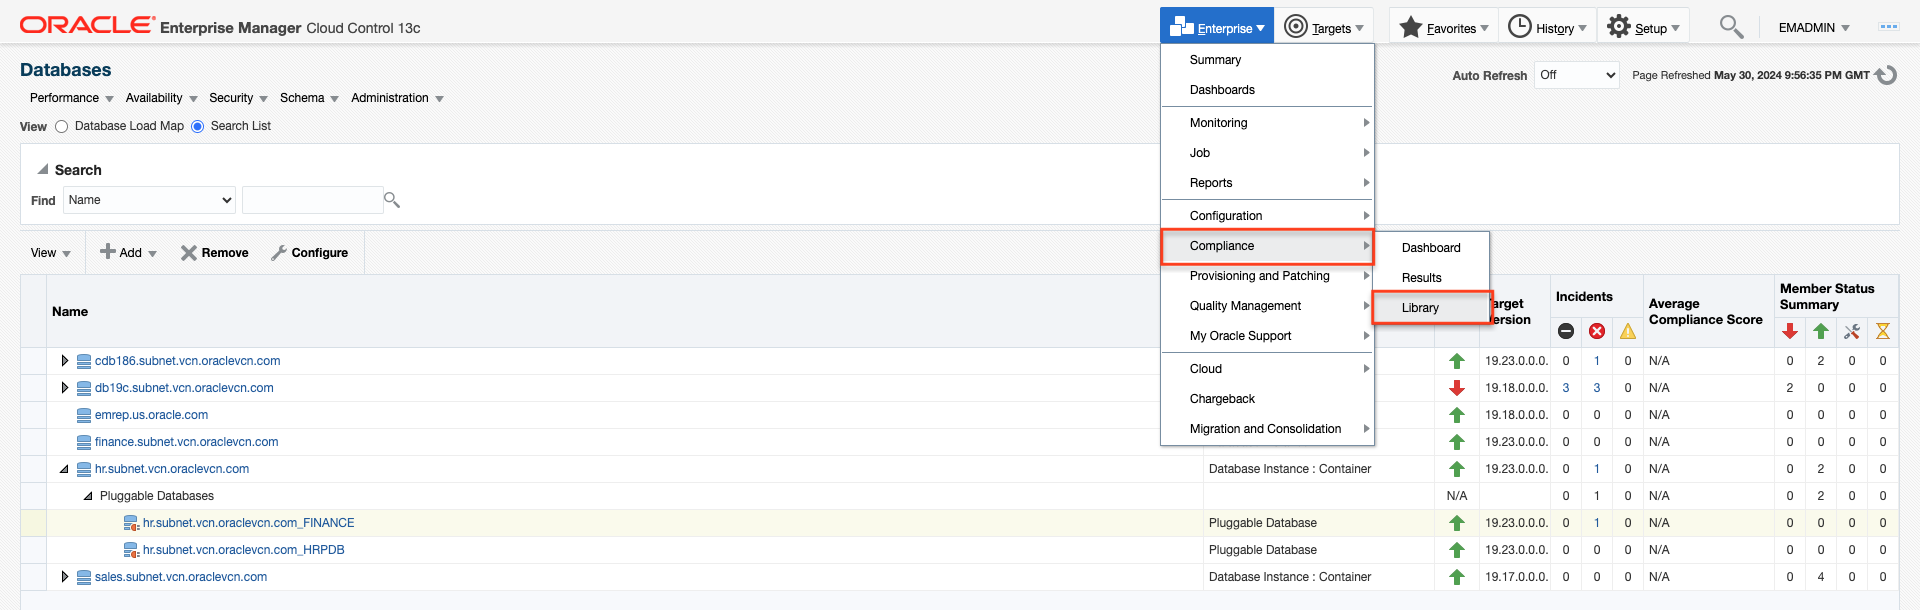 ORACLE Enterprise Manager Cloud Control 13c
Enterprise Targets Favorites History Setup EMADMIN
Databases
Auto Refresh Off Page Refreshed May 30, 2024 9:56:35 PM GMT
Performance Availability Security Schema Administration
View Database Load Map Search List
Search
Find Name
View Add Remove Configure
Summary
Dashboards
Monitoring
Job
Reports
Configuration
Compliance
Provisioning and Patching
Quality Management
My Oracle Support
Cloud
Chargeback
Migration and Consolidation
Dashboard
Results
Library
Name
Incidents
Average Compliance Score
Member Status Summary
cdb186.subnet.vcn.oraclevcn.com 19.23.0.0.0. 0 1 0 N/A 0 2 0 0
db19c.subnet.vcn.oraclevcn.com 19.18.0.0.0. 3 3 0 N/A 2 0 0 0
emrep.us.oracle.com 19.18.0.0.0. 0 0 0 N/A 0 0 0 0
finance.subnet.vcn.oraclevcn.com 19.23.0.0.0. 0 0 0 N/A 0 0 0 0
hr.subnet.vcn.oraclevcn.com Database Instance : Container 19.23.0.0.0. 0 1 0 N/A 0 2 0 0
Pluggable Databases N/A 0 1 0 N/A 0 2 0 0
hr.subnet.vcn.oraclevcn.com_FINANCE Pluggable Database 19.23.0.0.0. 0 1 0 N/A 0 0 0 0
hr.subnet.vcn.oraclevcn.com_HRPDB Pluggable Database 19.23.0.0.0. 0 0 0 N/A 0 0 0 0
sales.subnet.vcn.oraclevcn.com Database Instance : Container 19.17.0.0.0. 0 0 0 N/A 0 4 0 0